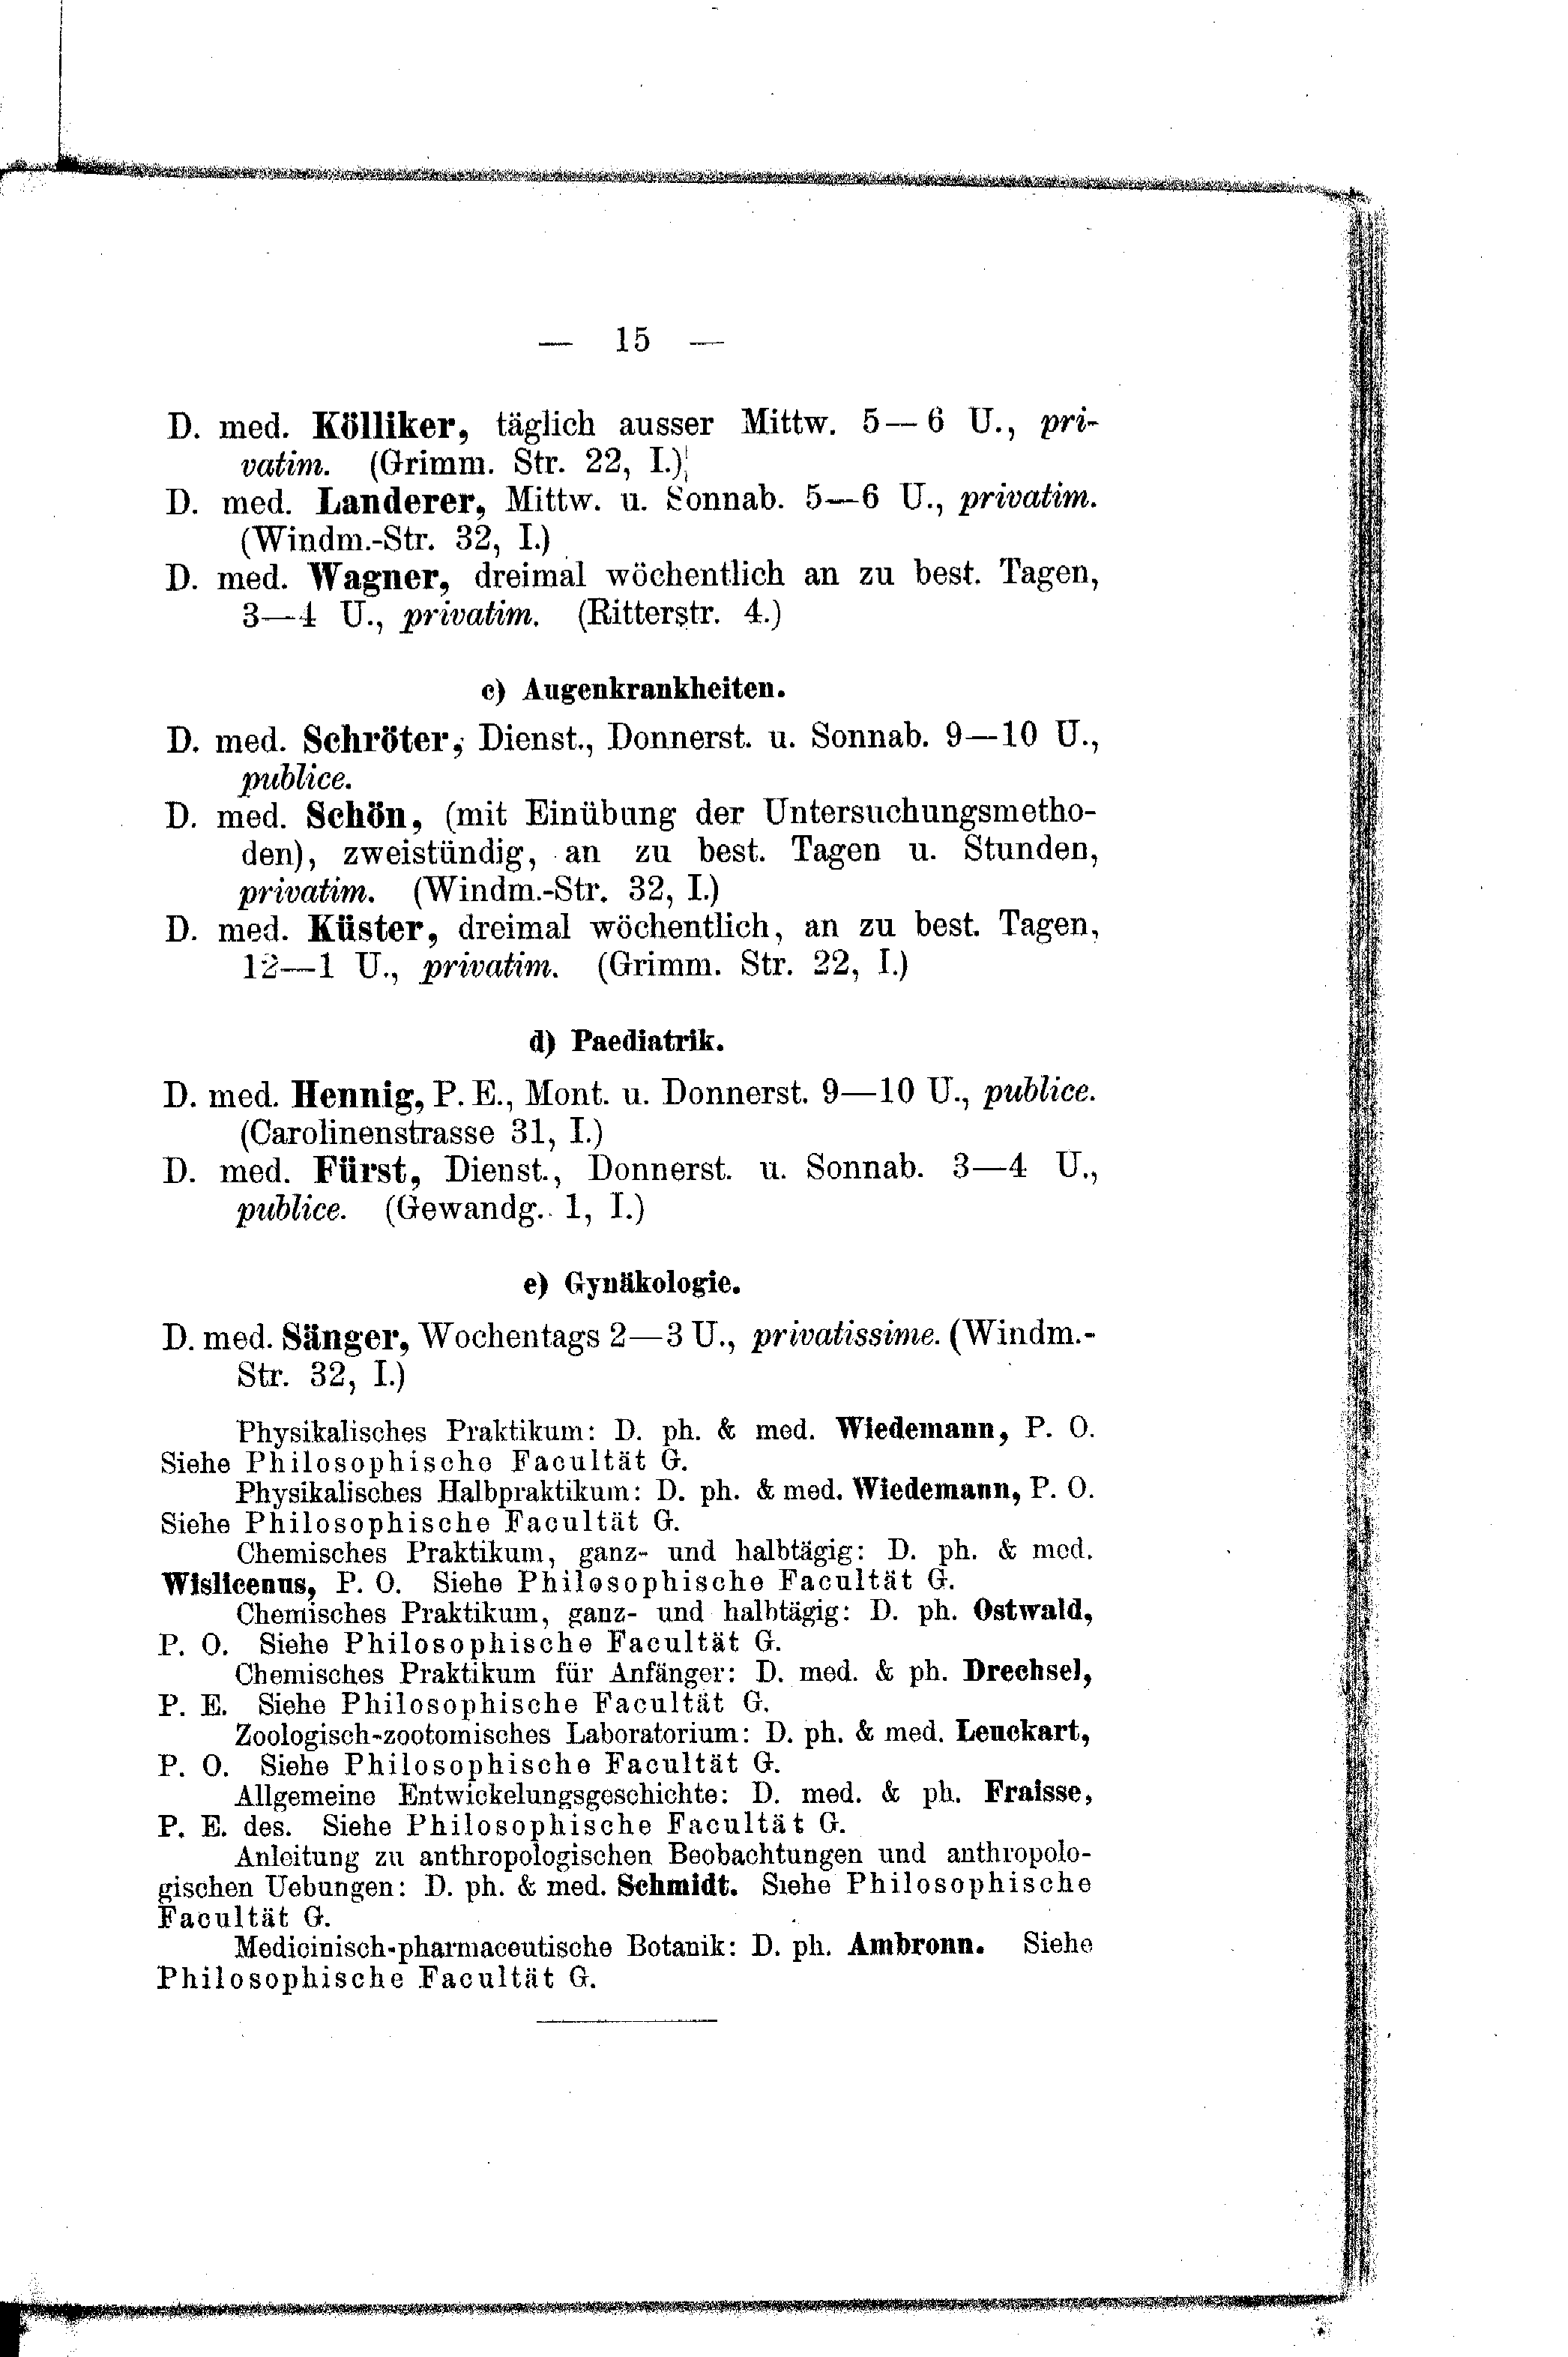 — 15 —
D. med. Kölliker, täglich ausser Mittw. 5—6 U., pri-
vatim. (Grimm. Str. 22, I.)
D. med. Landerer, Mittw. u. Sonnab. 5—6 U., privatim.
(Windm.-Str. 32, I.)
D. med. Wagner, dreimal wöchentlich an zu best. Tagen,
3—4 U., privatim. (Ritterstr. 4.)
c) Augenkrankheiten.
D. med. Schröter, Dienst., Donnerst. u. Sonnab. 9—10 U.,
publice.
D. med. Schön, (mit Einübung der Untersuchungsmetho-
den), zweistündig, an zu best. Tagen u. Stunden,
privatim. (Windm.-Str. 32, I.)
D. med. Küster, dreimal wöchentlich, an zu best. Tagen,
12—1 U., privatim. (Grimm. Str. 22, I.)
d) Paediatrik.
D. med. Hennig, P. E., Mont. u. Donnerst. 9—10 U., publice.
(Carolinenstrasse 31, I.)
D. med. Fürst, Dienst., Donnerst. u. Sonnab. 3—4 U.,
publice. (Gewandg. 1, I.)
e) Gynäkologie.
D. med. Sänger, Wochentags 2—3 U., privatissime. (Windm.-
Str. 32, I.)
Physikalisches Praktikum: D. ph. & med. Wiedemann, P. O.
Siehe Philosophische Facultät G.
Physikalisches Halbpraktikum: D. ph. & med. Wiedemann, P. O.
Siehe Philosophische Facultät G.
Chemisches Praktikum, ganz- und halbtägig: D. ph. & med.
Wislicenus, P. O. Siehe Philosophische Facultät G.
Chemisches Praktikum, ganz- und halbtägig: D. ph. Ostwald,
P. O. Siehe Philosophische Facultät G.
Chemisches Praktikum für Anfänger: D. med. & ph. Drechsel,
P. E. Siehe Philosophische Facultät G.
Zoologisch-zootomisches Laboratorium: D. ph. & med. Leuckart,
P. O. Siehe Philosophische Facultät G.
Allgemeine Entwickelungsgeschichte: D. med. & ph. Fraisse,
P. E. des. Siehe Philosophische Facultät G.
Anleitung zu anthropologischen Beobachtungen und anthropolo-
gischen Uebungen: D. ph. & med. Schmidt. Siehe Philosophische
Facultät G.
Medicinisch-pharmaceutische Botanik: D. ph. Ambronn. Siehe
Philosophische Facultät G.